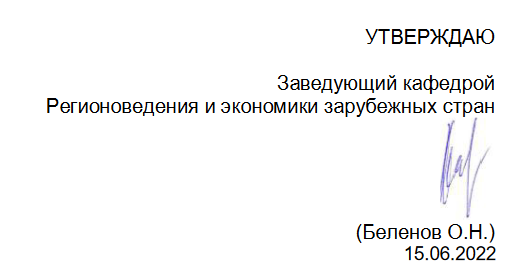 УТВЕРЖДАЮ
Заведующий кафедрой
Регионоведения и экономики зарубежных стран
(Беленов О.Н.)
15.06.2022